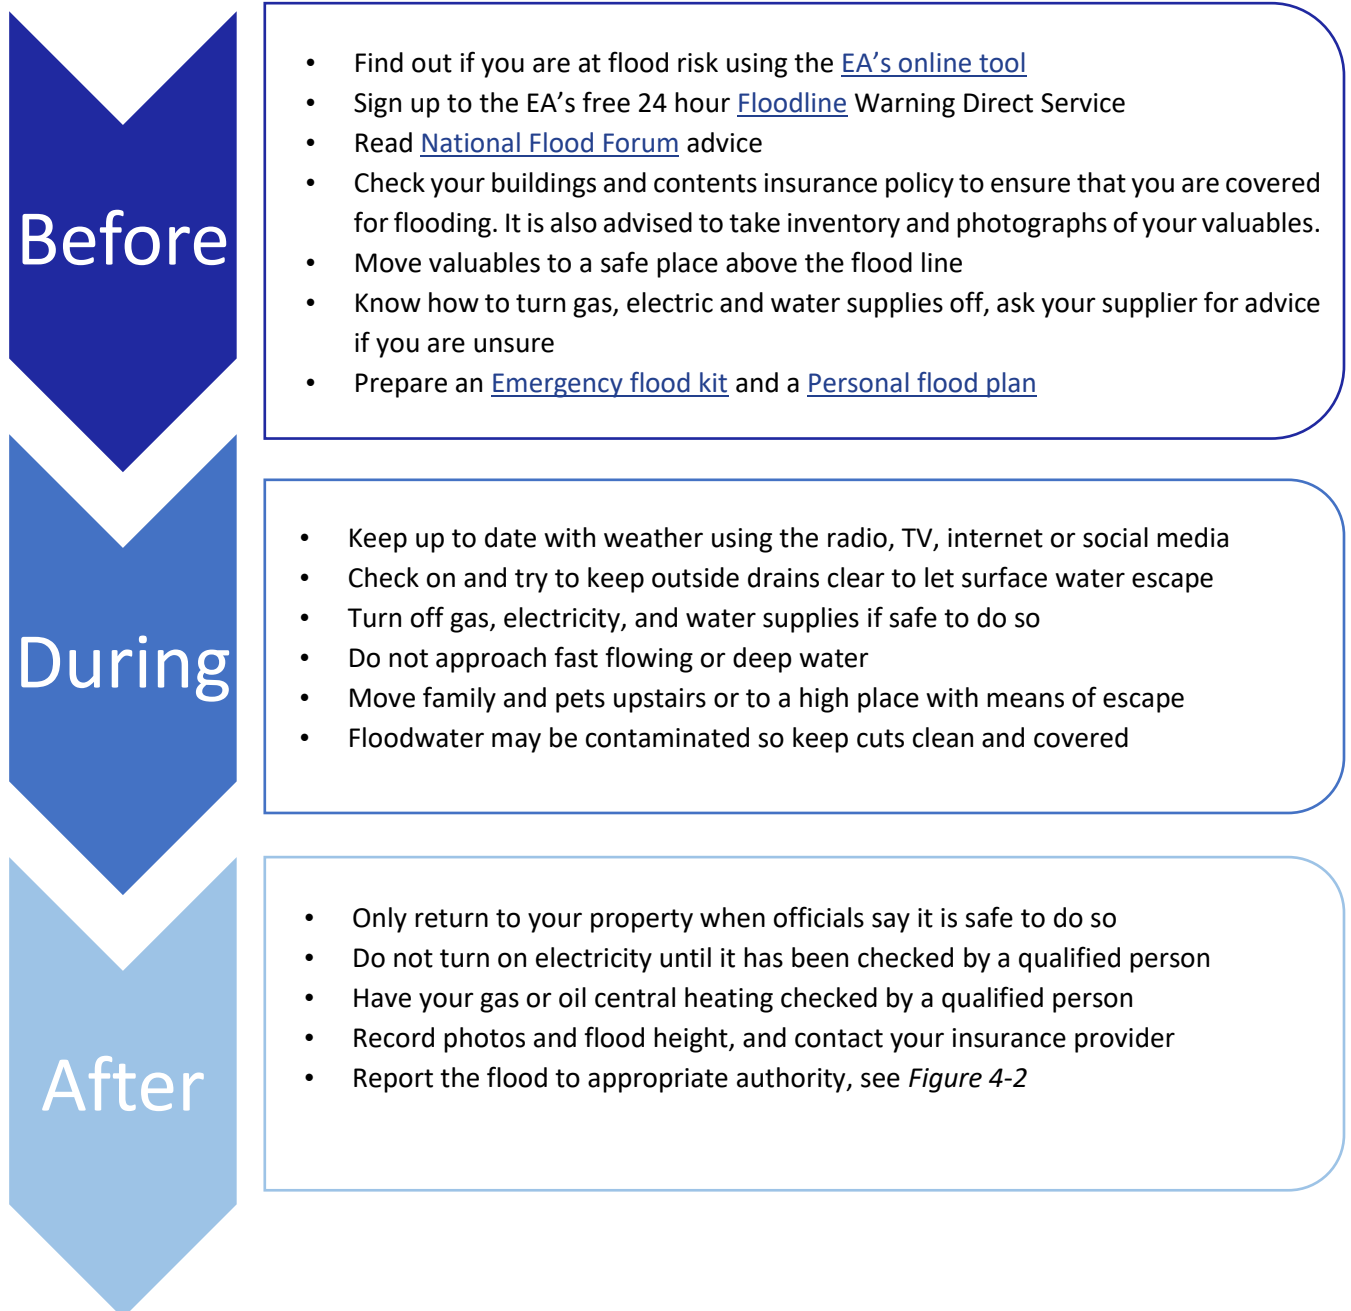 Before
• Find out if you are at flood risk using the EA’s online tool
• Sign up to the EA’s free 24 hour Floodline Warning Direct Service
• Read National Flood Forum advice
• Check your buildings and contents insurance policy to ensure that you are covered
for flooding. It is also advised to take inventory and photographs of your valuables.
• Move valuables to a safe place above the flood line
• Know how to turn gas, electric and water supplies off, ask your supplier for advice
if you are unsure
• Prepare an Emergency flood kit and a Personal flood plan
During
• Keep up to date with weather using the radio, TV, internet or social media
• Check on and try to keep outside drains clear to let surface water escape
• Turn off gas, electricity, and water supplies if safe to do so
• Do not approach fast flowing or deep water
• Move family and pets upstairs or to a high place with means of escape
• Floodwater may be contaminated so keep cuts clean and covered
After
• Only return to your property when officials say it is safe to do so
• Do not turn on electricity until it has been checked by a qualified person
• Have your gas or oil central heating checked by a qualified person
• Record photos and flood height, and contact your insurance provider
• Report the flood to appropriate authority, see Figure 4-2